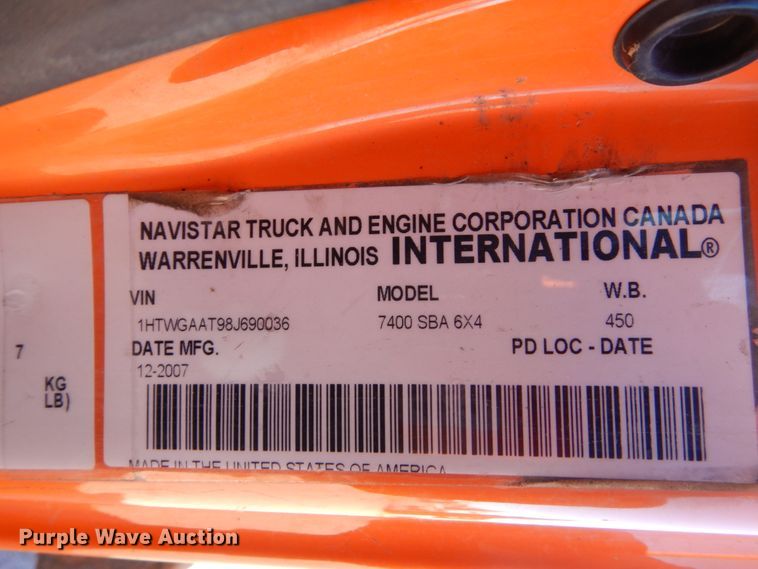 NAVISTAR TRUCK AND ENGINE CORPORATION CANADA
WARRENVILLE, ILLINOIS INTERNATIONAL®
VIN MODEL W.B.
1HTWGAAT98J690036 7400 SBA 6X4 450
DATE MFG. PD LOC - DATE
12-2007
7
KG
LB)
MADE IN THE UNITED STATES OF AMERICA
Purple Wave Auction